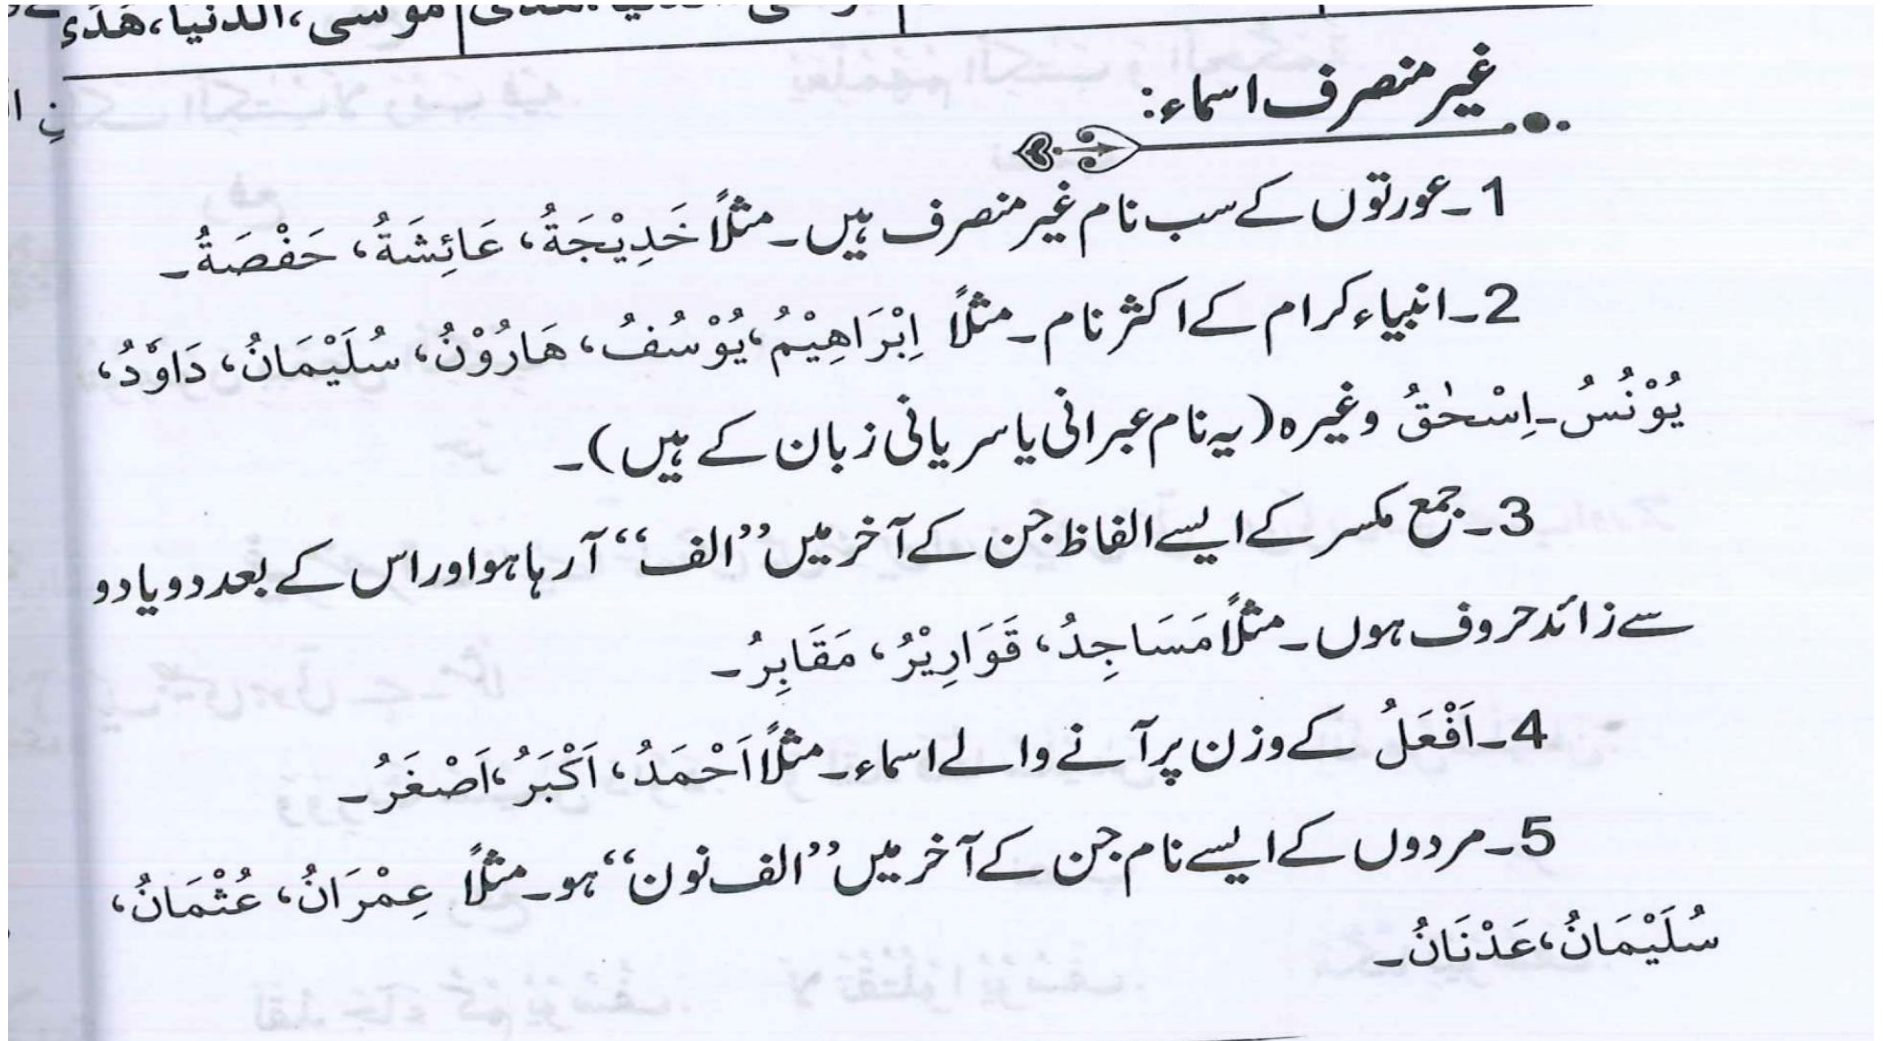 موسیٰ، الدنیا، ھدًی
غیر منصرف اسماء:
1۔عورتوں کے سب نام غیر منصرف ہیں۔مثلاً خَدِيْجَةُ، عَائِشَةُ، حَفْصَةُ۔
2۔انبیاء کرام کے اکثر نام۔مثلاً اِبْرَاهِيْمُ،يُوْسُفُ، هَارُوْنُ، سُلَيْمَانُ، دَاوٗدُ،
يُوْنُسُ۔اِسْحٰقُ وغیرہ (یہ نام عبرانی یا سریانی زبان کے ہیں)۔
3۔جمع مکسر کے ایسے الفاظ جن کے آخر میں ’’الف‘‘ آرہا ہو اور اس کے بعد دو یا دو
سے زائد حروف ہوں۔مثلاً مَسَاجِدُ، قَوَارِيْرُ، مَقَابِرُ۔
4۔اَفْعَلُ کے وزن پر آنے والے اسماء۔مثلاً اَحْمَدُ، اَكْبَرُ،اَصْغَرُ۔
5۔مردوں کے ایسے نام جن کے آخر میں ’’الف نون‘‘ ہو۔مثلاً عِمْرَانُ، عُثْمَانُ،
سُلَيْمَانُ،عَدْنَانُ۔